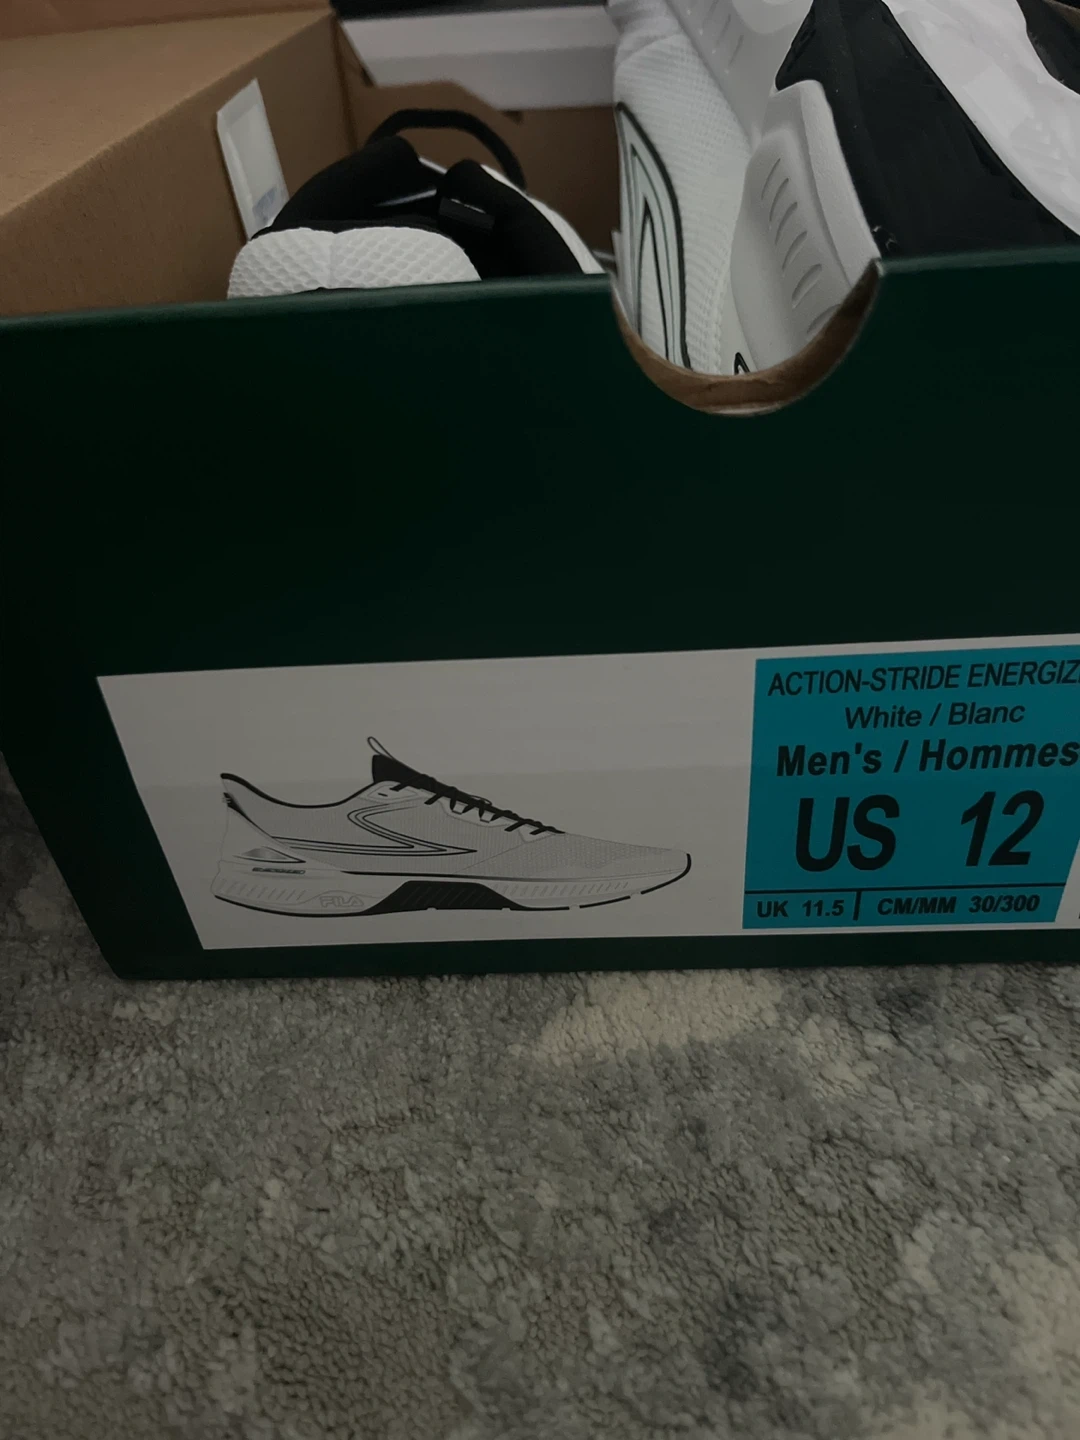 ACTION-STRIDE ENERGIZ
White / Blanc
Men's / Hommes
US 12
UK 11.5 | CM/MM 30/300
FILA